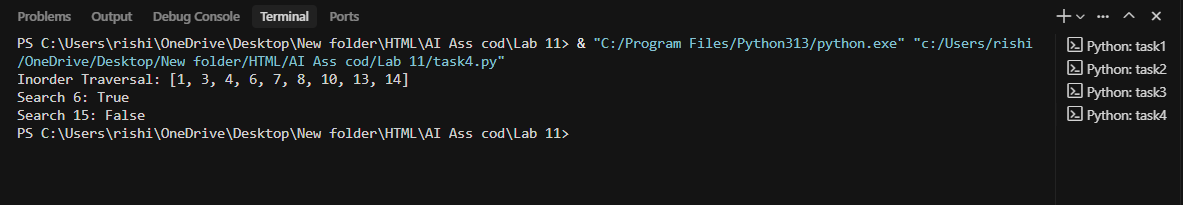 Problems Output Debug Console Terminal Ports
PS C:\Users\rishi\OneDrive\Desktop\New folder\HTML\AI Ass cod\Lab 11> & "C:/Program Files/Python313/python.exe" "c:/Users/rishi
/OneDrive/Desktop/New folder/HTML/AI Ass cod/Lab 11/task4.py"
Inorder Traversal: [1, 3, 4, 6, 7, 8, 10, 13, 14]
Search 6: True
Search 15: False
PS C:\Users\rishi\OneDrive\Desktop\New folder\HTML\AI Ass cod\Lab 11>
Python: task1
Python: task2
Python: task3
Python: task4